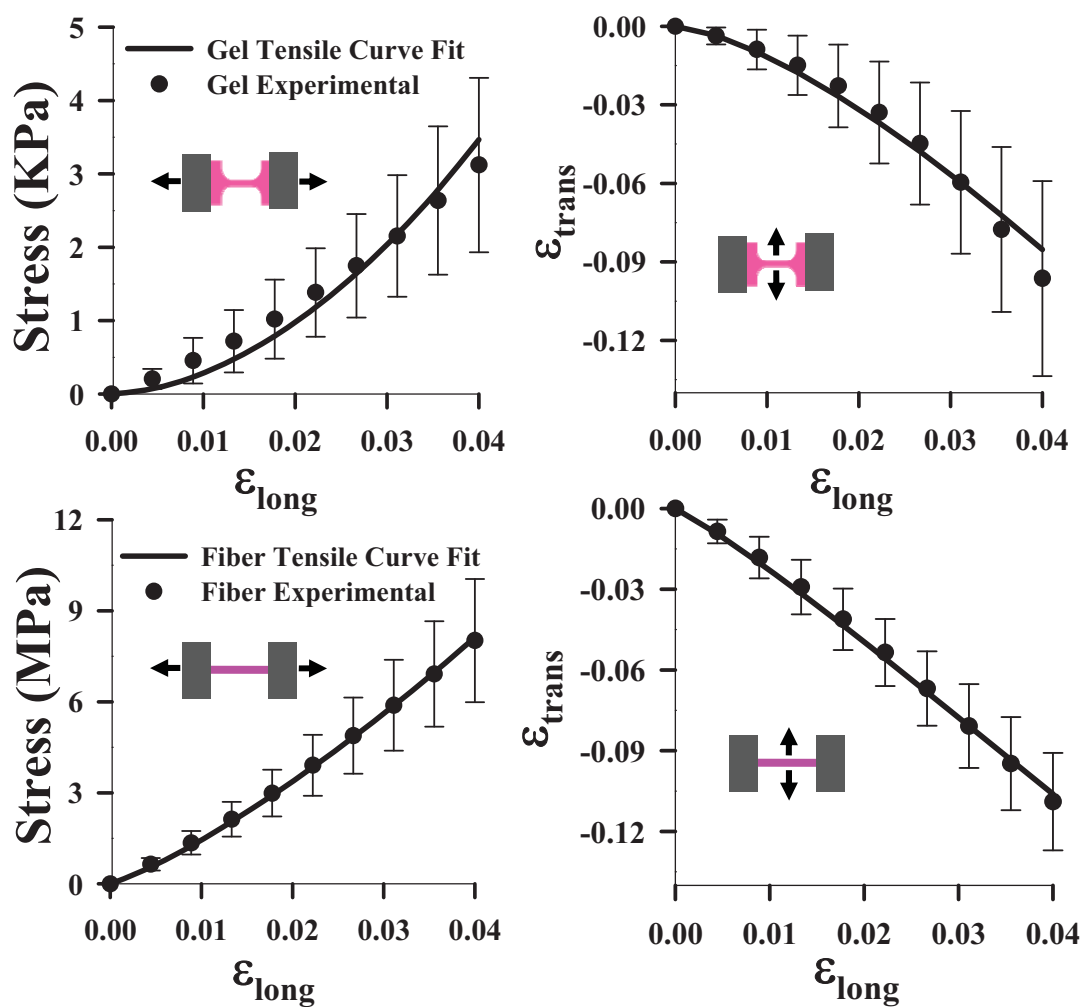 Stress (KPa)
5
4
3
2
1
0
Gel Tensile Curve Fit
Gel Experimental
0.00 0.01 0.02 0.03 0.04
εlong
εtrans
0.00
-0.03
-0.06
-0.09
-0.12
0.00 0.01 0.02 0.03 0.04
εlong
Stress (MPa)
12
9
6
3
0
Fiber Tensile Curve Fit
Fiber Experimental
0.00 0.01 0.02 0.03 0.04
εlong
εtrans
0.00
-0.03
-0.06
-0.09
-0.12
0.00 0.01 0.02 0.03 0.04
εlong